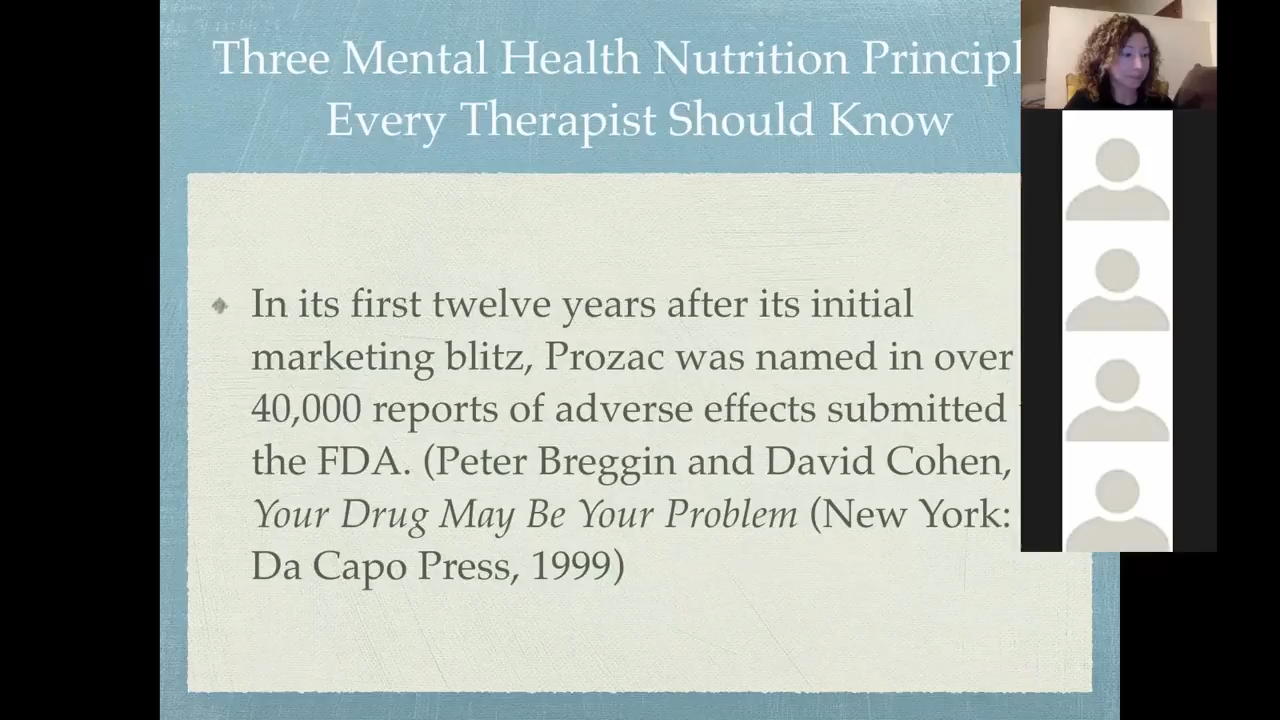 Three Mental Health Nutrition Princip
Every Therapist Should Know
In its first twelve years after its initial
marketing blitz, Prozac was named in over
40,000 reports of adverse effects submitted
the FDA. (Peter Breggin and David Cohen,
Your Drug May Be Your Problem (New York:
Da Capo Press, 1999)